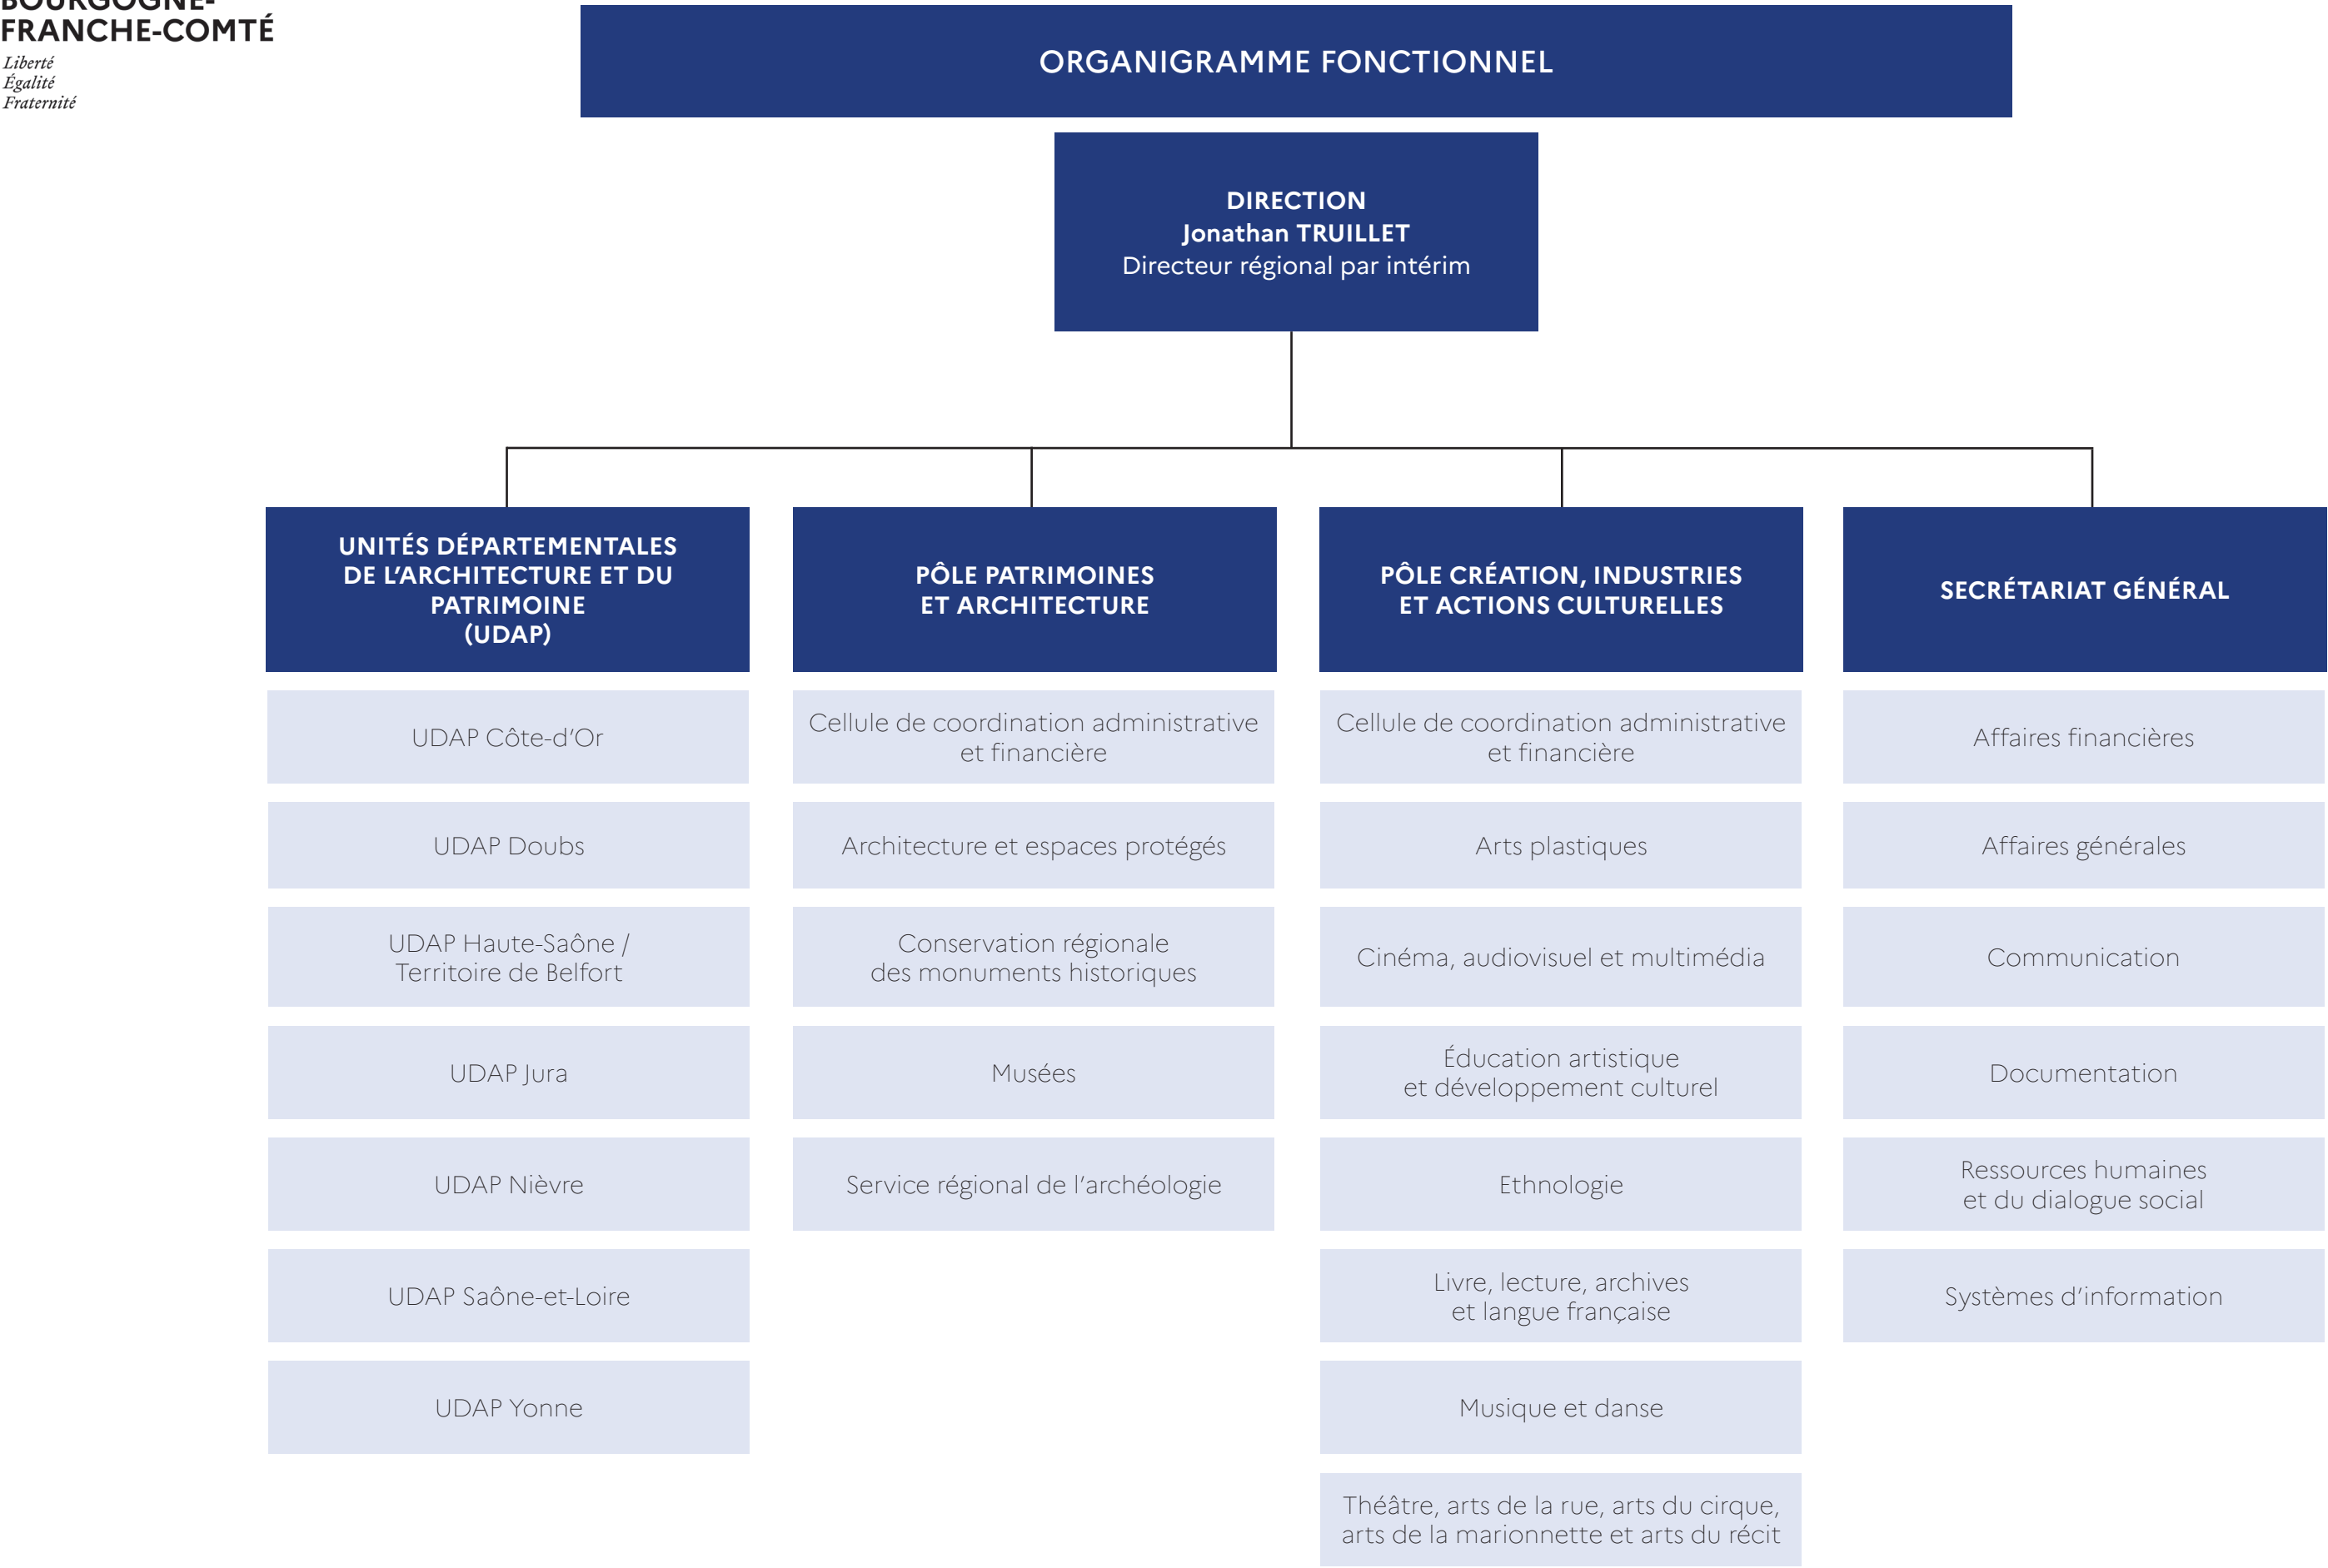 BOURGOGNE-
FRANCHE-COMTÉ
Liberté
Égalité
Fraternité
ORGANIGRAMME FONCTIONNEL
DIRECTION
Jonathan TRUILLET
Directeur régional par intérim
UNITÉS DÉPARTEMENTALES
DE L'ARCHITECTURE ET DU
PATRIMOINE
(UDAP)
UDAP Côte-d'Or
UDAP Doubs
UDAP Haute-Saône /
Territoire de Belfort
UDAP Jura
UDAP Nièvre
UDAP Saône-et-Loire
UDAP Yonne
PÔLE PATRIMOINES
ET ARCHITECTURE
Cellule de coordination administrative
et financière
Architecture et espaces protégés
Conservation régionale
des monuments historiques
Musées
Service régional de l'archéologie
PÔLE CRÉATION, INDUSTRIES
ET ACTIONS CULTURELLES
Cellule de coordination administrative
et financière
Arts plastiques
Cinéma, audiovisuel et multimédia
Éducation artistique
et développement culturel
Ethnologie
Livre, lecture, archives
et langue française
Musique et danse
Théâtre, arts de la rue, arts du cirque,
arts de la marionnette et arts du récit
SECRÉTARIAT GÉNÉRAL
Affaires financières
Affaires générales
Communication
Documentation
Ressources humaines
et du dialogue social
Systèmes d'information